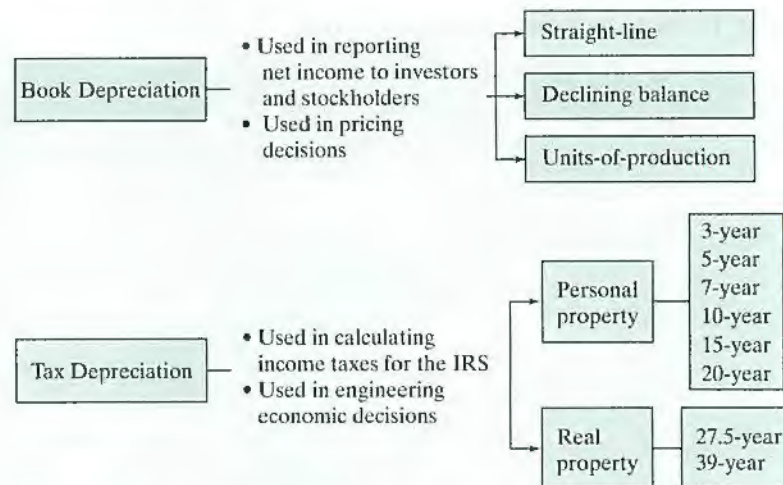 Book Depreciation
• Used in reporting
net income to investors
and stockholders
• Used in pricing
decisions
Straight-line
Declining balance
Units-of-production
Tax Depreciation
• Used in calculating
income taxes for the IRS
• Used in engineering
economic decisions
Personal
property
3-year
5-year
7-year
10-year
15-year
20-year
Real
property
27.5-year
39-year